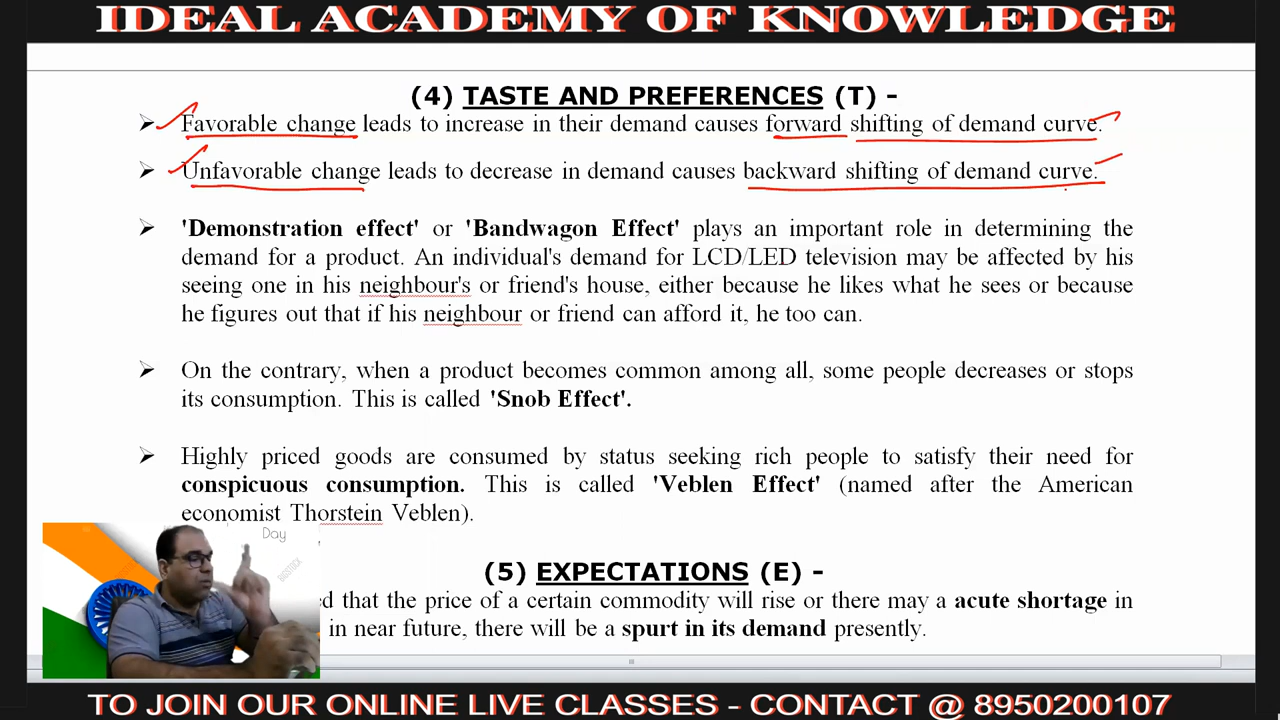 IDEAL ACADEMY OF KNOWLEDGE
(4) TASTE AND PREFERENCES (T) -
➢ Favorable change leads to increase in their demand causes forward shifting of demand curve.
➢ Unfavorable change leads to decrease in demand causes backward shifting of demand curve.
➢ 'Demonstration effect' or 'Bandwagon Effect' plays an important role in determining the
demand for a product. An individual's demand for LCD/LED television may be affected by his
seeing one in his neighbour's or friend's house, either because he likes what he sees or because
he figures out that if his neighbour or friend can afford it, he too can.
➢ On the contrary, when a product becomes common among all, some people decreases or stops
its consumption. This is called 'Snob Effect'.
➢ Highly priced goods are consumed by status seeking rich people to satisfy their need for
conspicuous consumption. This is called 'Veblen Effect' (named after the American
economist Thorstein Veblen).
Day
(5) EXPECTATIONS (E) -
ed that the price of a certain commodity will rise or there may a acute shortage in
in near future, there will be a spurt in its demand presently.
TO JOIN OUR ONLINE LIVE CLASSES - CONTACT @ 8950200107